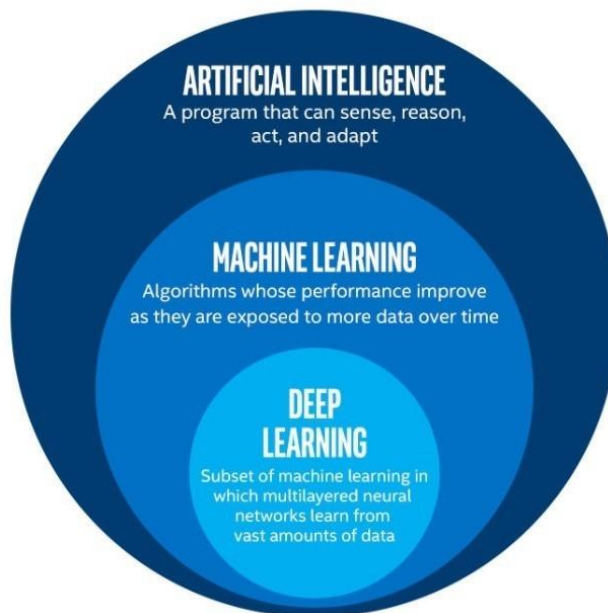 ARTIFICIAL INTELLIGENCE
A program that can sense, reason,
act, and adapt
MACHINE LEARNING
Algorithms whose performance improve
as they are exposed to more data over time
DEEP
LEARNING
Subset of machine learning in
which multilayered neural
networks learn from
vast amounts of data